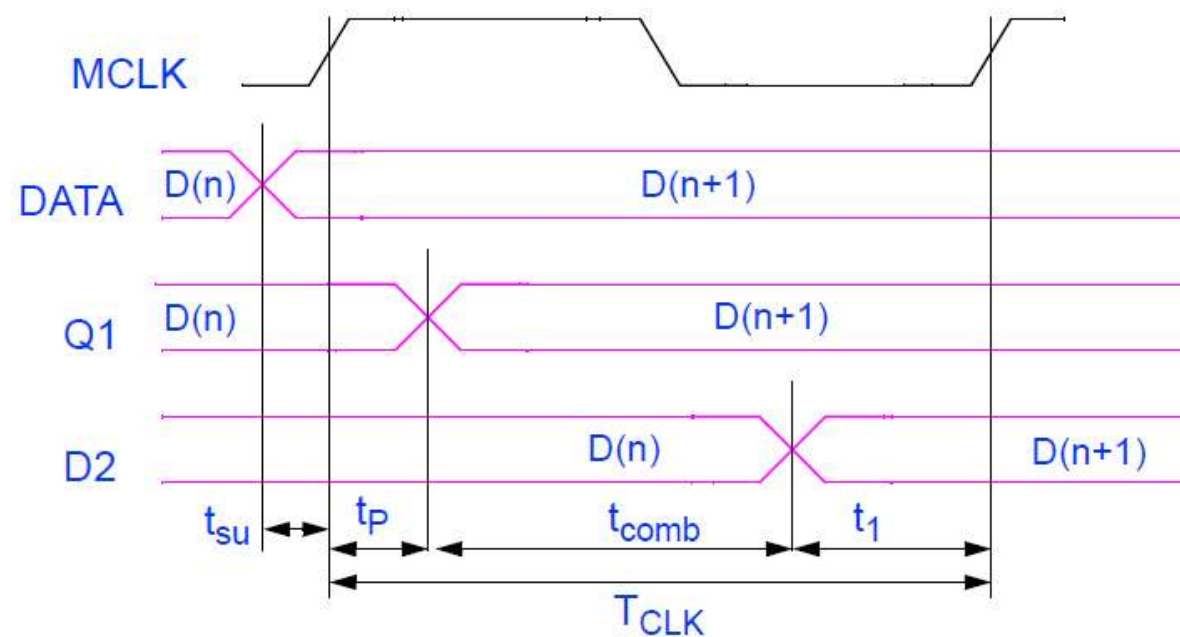 MCLK
DATA D(n) D(n+1)
Q1 D(n) D(n+1)
D2 D(n) D(n+1)
tsu tP tcomb t1
TCLK